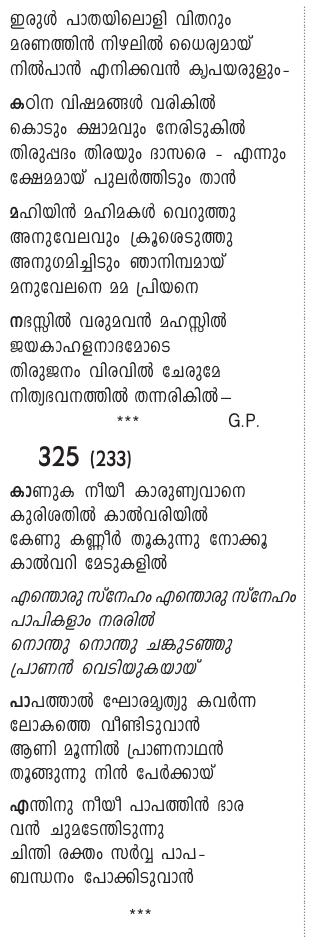 ഇരുൾ പാതയിലൊളി വിതറും
മരണത്തിൻ നിഴലിൽ ധൈര്യമായ്
നിൽപാൻ എനിക്കവൻ കൃപയരുളും-
കഠിന വിഷമങ്ങൾ വരികിൽ
കൊടും ക്ഷാമവും നേരിടുകിൽ
തിരുപ്പദം തിരയും ദാസരെ - എന്നും
ക്ഷേമമായ് പുലർത്തിടും താൻ
മഹിയിൻ മഹിമകൾ വെറുത്തു
അനുവേലവും ക്രൂശെടുത്തു
അനുഗമിച്ചിടും ഞാനിമ്പമായ്
മനുവേലനെ മമ പ്രിയനെ
നഭസ്സിൽ വരുമവൻ മഹസ്സിൽ
ജയകാഹളനാദമോടെ
തിരുജനം വിരവിൽ ചേരുമേ
നിത്യഭവനത്തിൽ തന്നരികിൽ–
*** G.P.
325 (233)
കാണുക നീയീ കാരുണ്യവാനെ
കുരിശതിൽ കാൽവരിയിൽ
കേണു കണ്ണീർ തൂകുന്നു നോക്കൂ
കാൽവറി മേടുകളിൽ
എന്തൊരു സ്നേഹം എന്തൊരു സ്നേഹം
പാപികളാം നരരിൽ
നൊന്തു നൊന്തു ചങ്കുടഞ്ഞു
പ്രാണൻ വെടിയുകയായ്
പാപത്താൽ ഘോരമൃത്യു കവർന്ന
ലോകത്തെ വീണ്ടിടുവാൻ
ആണി മൂന്നിൽ പ്രാണനാഥൻ
തൂങ്ങുന്നു നിൻ പേർക്കായ്
എന്തിനു നീയീ പാപത്തിൻ ഭാര
വൻ ചുമടേന്തിടുന്നു
ചിന്തി രക്തം സർവ്വ പാപ-
ബന്ധനം പോക്കിടുവാൻ
***